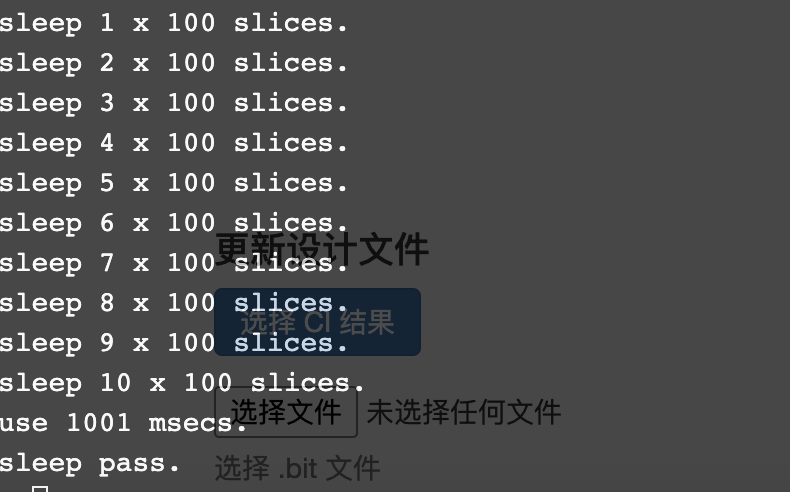 sleep 1 x 100 slices.
sleep 2 x 100 slices.
sleep 3 x 100 slices.
sleep 4 x 100 slices.
sleep 5 x 100 slices.
sleep 6 x 100 slices.
更新设计文件
sleep 7 x 100 slices.
sleep 8 x 100 slices.
选择 CI 结果
sleep 9 x 100 slices.
sleep 10 x 100 slices.
选择文件 未选择任何文件
use 1001 msecs.
sleep pass.
选择 .bit 文件